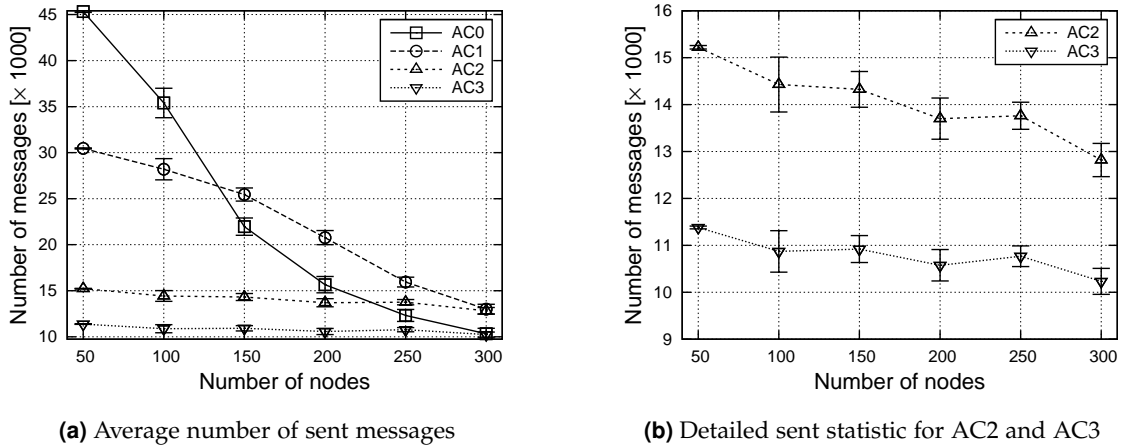 45
40
35
30
25
20
15
10
50 100 150 200 250 300
Number of messages [× 1000]
Number of nodes
AC0
AC1
AC2
AC3
(a) Average number of sent messages
16
15
14
13
12
11
10
9
50 100 150 200 250 300
Number of messages [× 1000]
Number of nodes
AC2
AC3
(b) Detailed sent statistic for AC2 and AC3